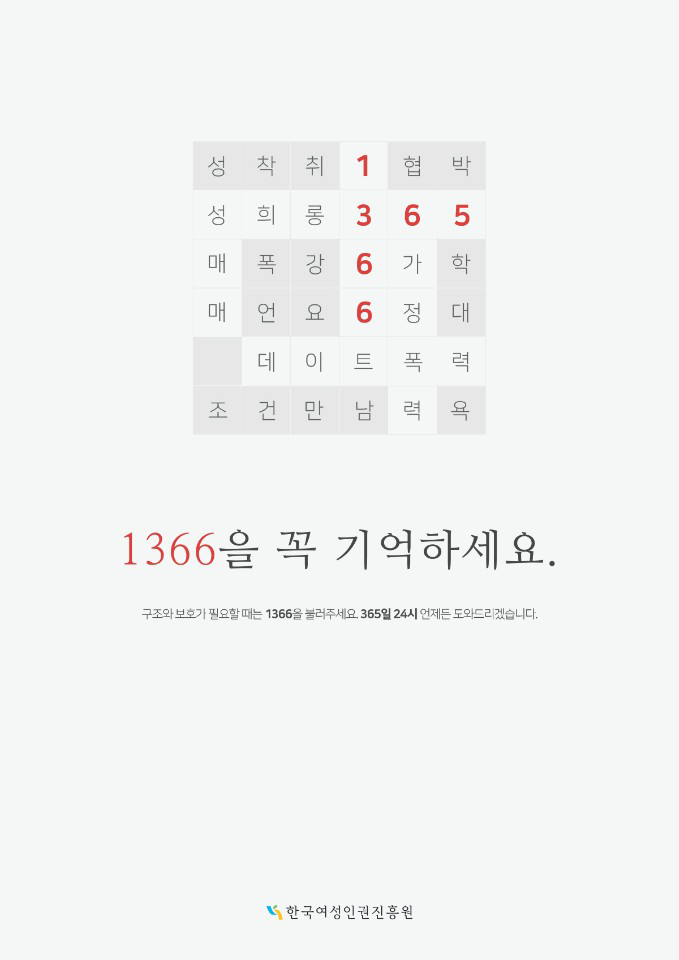 성 착 취 1 협 박
성 희 롱 3 6 5
매 폭 강 6 가 학
매 언 요 6 정 대
데 이 트 폭 력
조 건 만 남 력 욕
1366을 꼭 기억하세요.
구조와 보호가 필요할 때는 1366을 불러주세요. 365일 24시 언제든 도와드리겠습니다.
한국여성인권진흥원